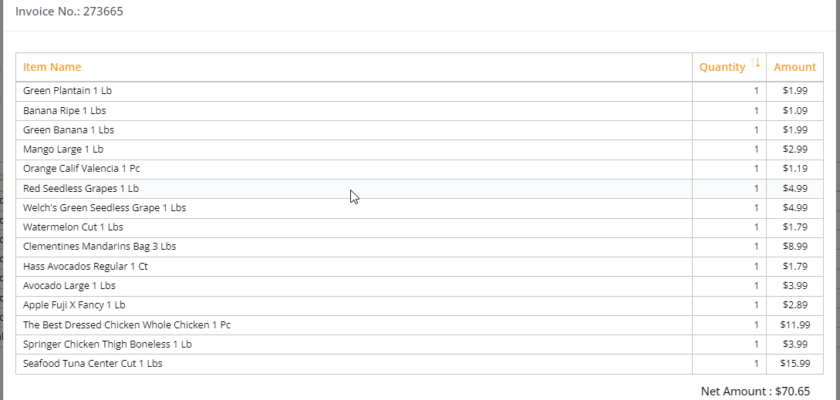 Invoice No.: 273665
Item Name Quantity Amount
Green Plantain 1 Lb 1 $1.99
Banana Ripe 1 Lbs 1 $1.09
Green Banana 1 Lbs 1 $1.99
Mango Large 1 Lb 1 $2.99
Orange Calif Valencia 1 Pc 1 $1.19
Red Seedless Grapes 1 Lb 1 $4.99
Welch's Green Seedless Grape 1 Lbs 1 $4.99
Watermelon Cut 1 Lbs 1 $1.79
Clementines Mandarins Bag 3 Lbs 1 $8.99
Hass Avocados Regular 1 Ct 1 $1.79
Avocado Large 1 Lbs 1 $3.99
Apple Fuji X Fancy 1 Lb 1 $2.89
The Best Dressed Chicken Whole Chicken 1 Pc 1 $11.99
Springer Chicken Thigh Boneless 1 Lb 1 $3.99
Seafood Tuna Center Cut 1 Lbs 1 $15.99
Net Amount : $70.65